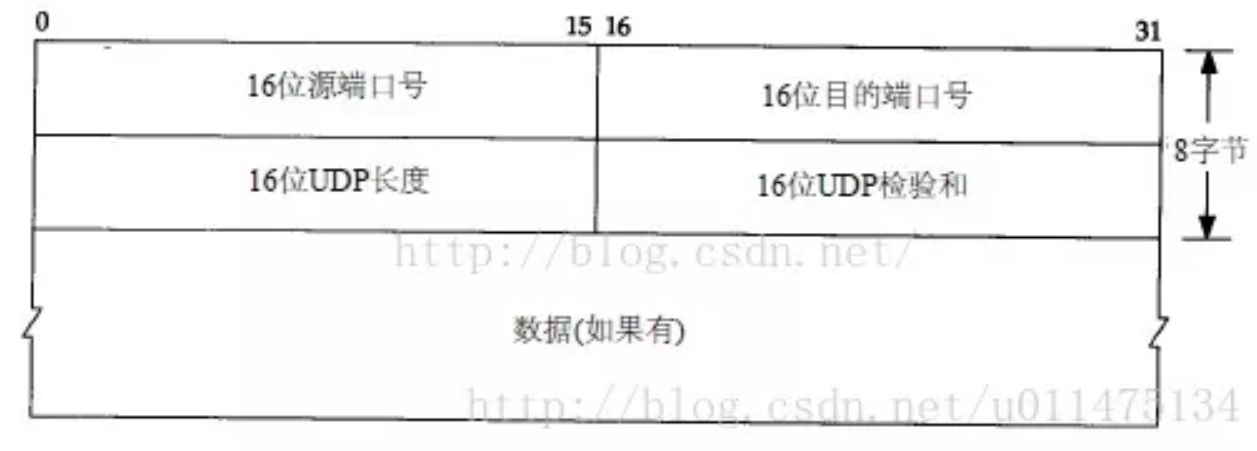 0 15 16 31
16位源端口号 16位目的端口号
8字节
16位UDP长度 16位UDP检验和
http://blog.csdn.net/
数据(如果有)
http://blog.csdn.net/u011475134